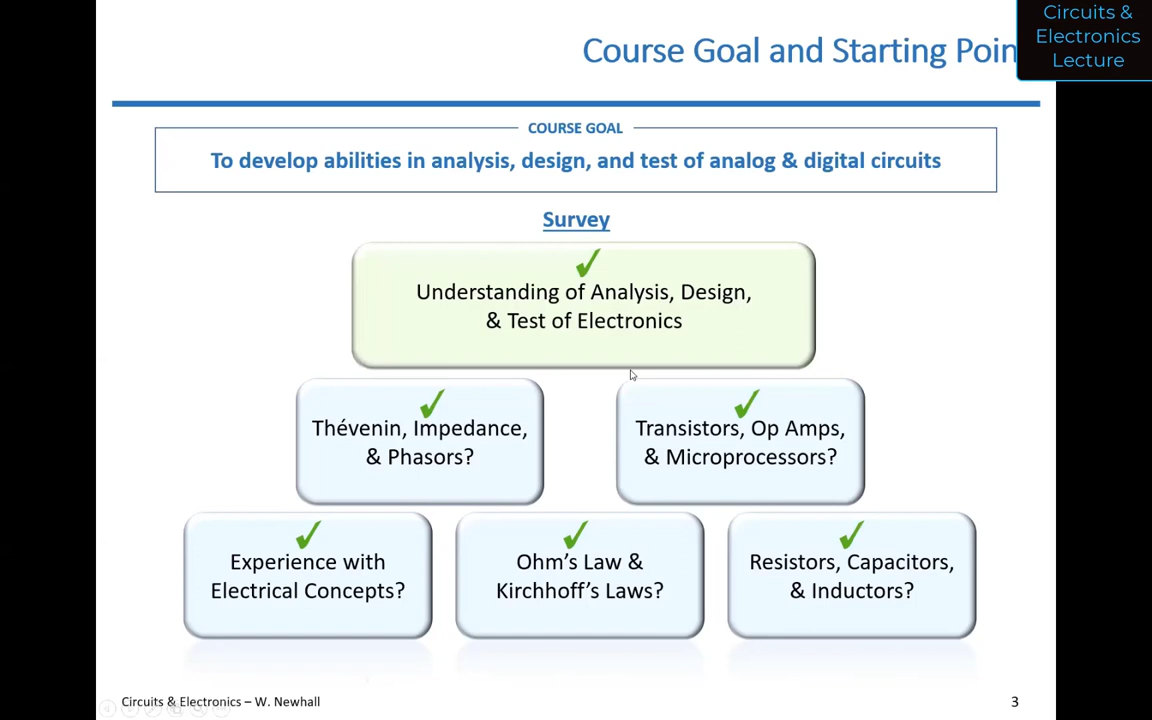 Circuits &
Electronics
Lecture
Course Goal and Starting Poin
COURSE GOAL
To develop abilities in analysis, design, and test of analog & digital circuits
Survey
Understanding of Analysis, Design,
& Test of Electronics
Thévenin, Impedance,
& Phasors?
Transistors, Op Amps,
& Microprocessors?
Experience with
Electrical Concepts?
Ohm's Law &
Kirchhoff's Laws?
Resistors, Capacitors,
& Inductors?
Circuits & Electronics – W. Newhall
3